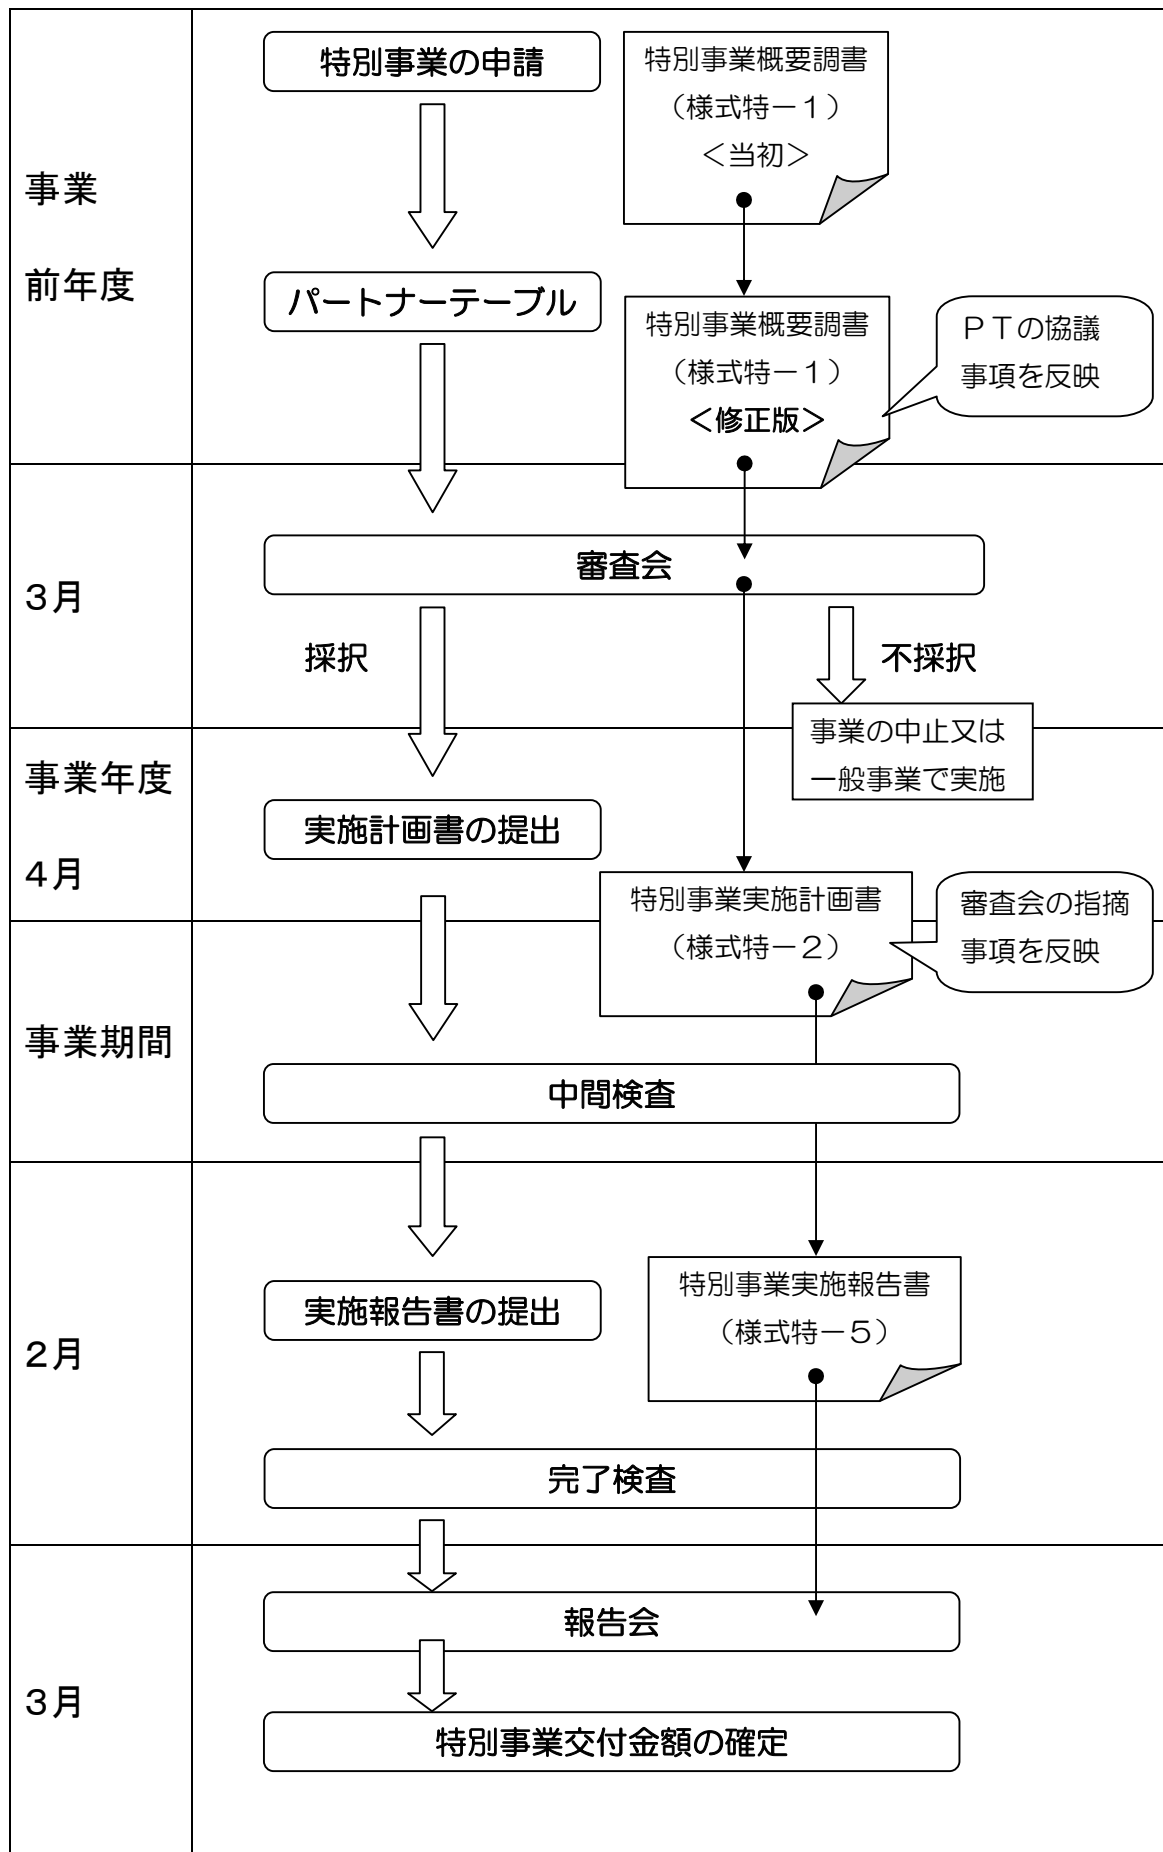 事業
前年度
特別事業の申請
特別事業概要調書
（様式特－１）
＜当初＞
パートナーテーブル
特別事業概要調書
（様式特－１）
＜修正版＞
ＰＴの協議
事項を反映
３月
審査会
採択
不採択
事業の中止又は
一般事業で実施
事業年度
４月
実施計画書の提出
特別事業実施計画書
（様式特－２）
審査会の指摘
事項を反映
事業期間
中間検査
２月
実施報告書の提出
特別事業実施報告書
（様式特－５）
完了検査
３月
報告会
特別事業交付金額の確定